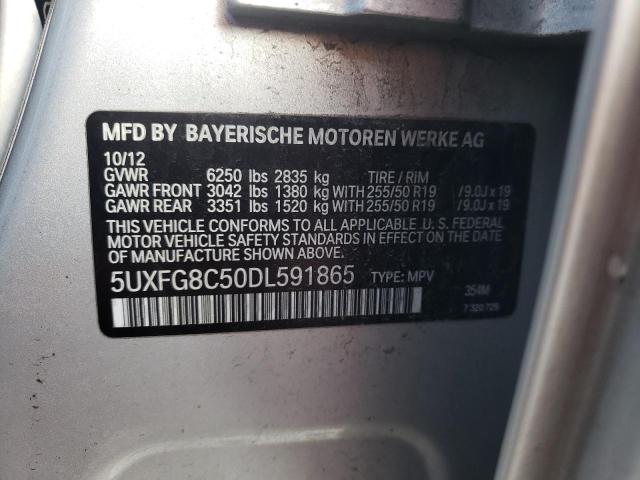 MFD BY BAYERISCHE MOTOREN WERKE AG
10/12
GVWR 6250 lbs 2835 kg TIRE / RIM
GAWR FRONT 3042 lbs 1380 kg WITH 255/50 R19 /9.0J x 19
GAWR REAR 3351 lbs 1520 kg WITH 255/50 R19 /9.0J x 19
THIS VEHICLE CONFORMS TO ALL APPLICABLE U. S. FEDERAL
MOTOR VEHICLE SAFETY STANDARDS IN EFFECT ON THE DATE
OF MANUFACTURE SHOWN ABOVE.
5UXFG8C50DL591865 TYPE: MPV
354M
7 320 729